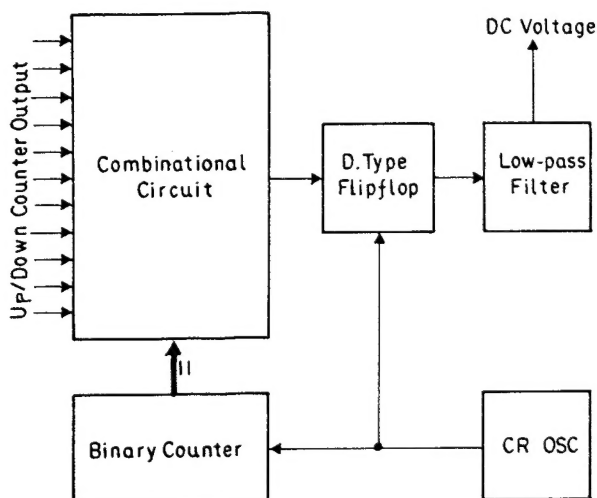 DC Voltage
Up/Down Counter Output
Combinational
Circuit
D.Type
Flipflop
Low-pass
Filter
11
Binary Counter
CR OSC